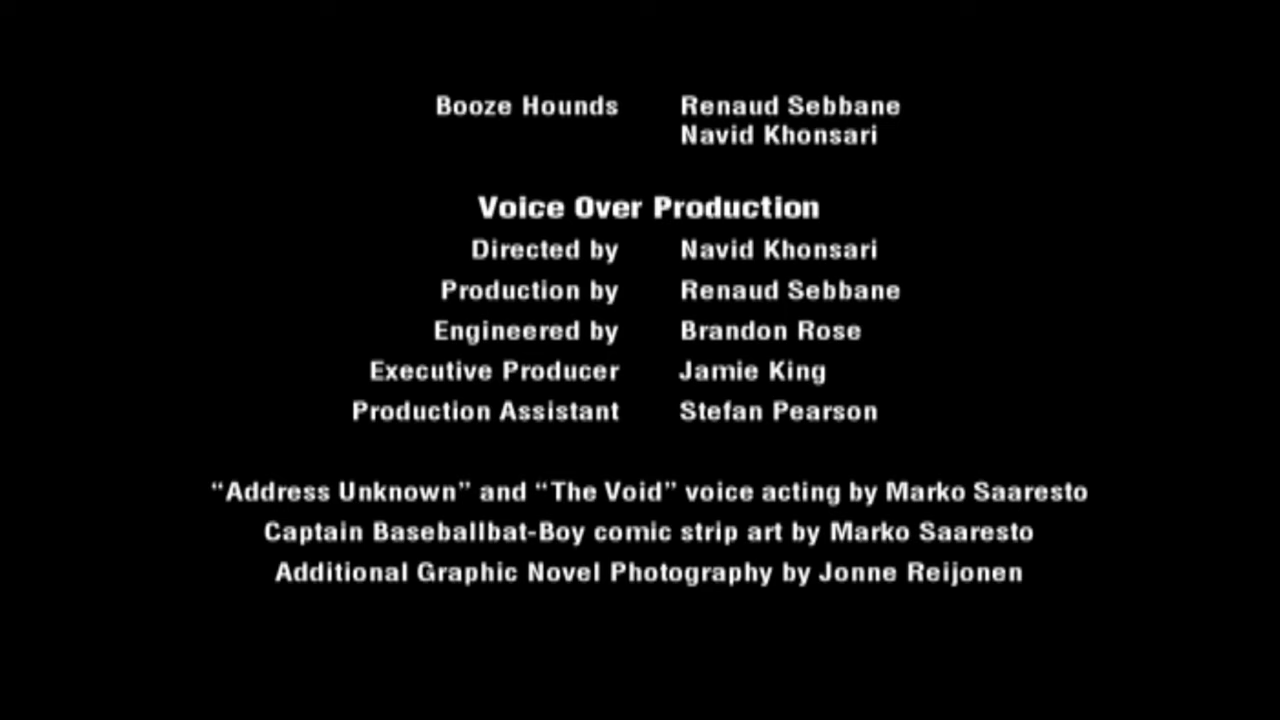 Booze Hounds Renaud Sebbane
Navid Khonsari
Voice Over Production
Directed by Navid Khonsari
Production by Renaud Sebbane
Engineered by Brandon Rose
Executive Producer Jamie King
Production Assistant Stefan Pearson
“Address Unknown” and “The Void” voice acting by Marko Saaresto
Captain Baseballbat-Boy comic strip art by Marko Saaresto
Additional Graphic Novel Photography by Jonne Reijonen